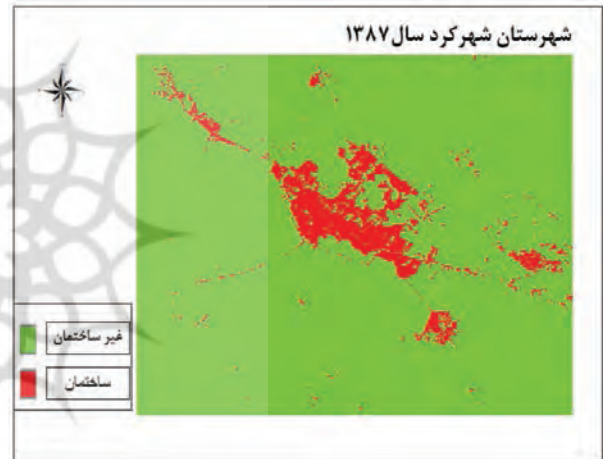 شهرستان شهرکرد سال ۱۳۸۷
غیر ساختمان
ساختمان